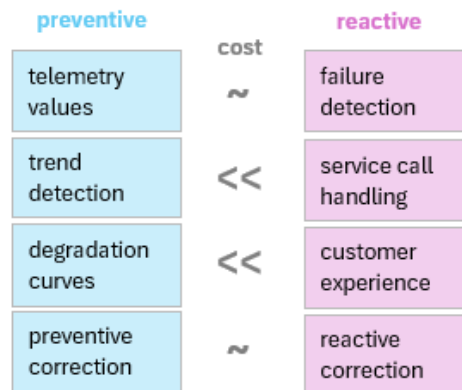 preventive
cost
reactive
telemetry
values
~
failure
detection
trend
detection
<<
service call
handling
degradation
curves
<<
customer
experience
preventive
correction
~
reactive
correction